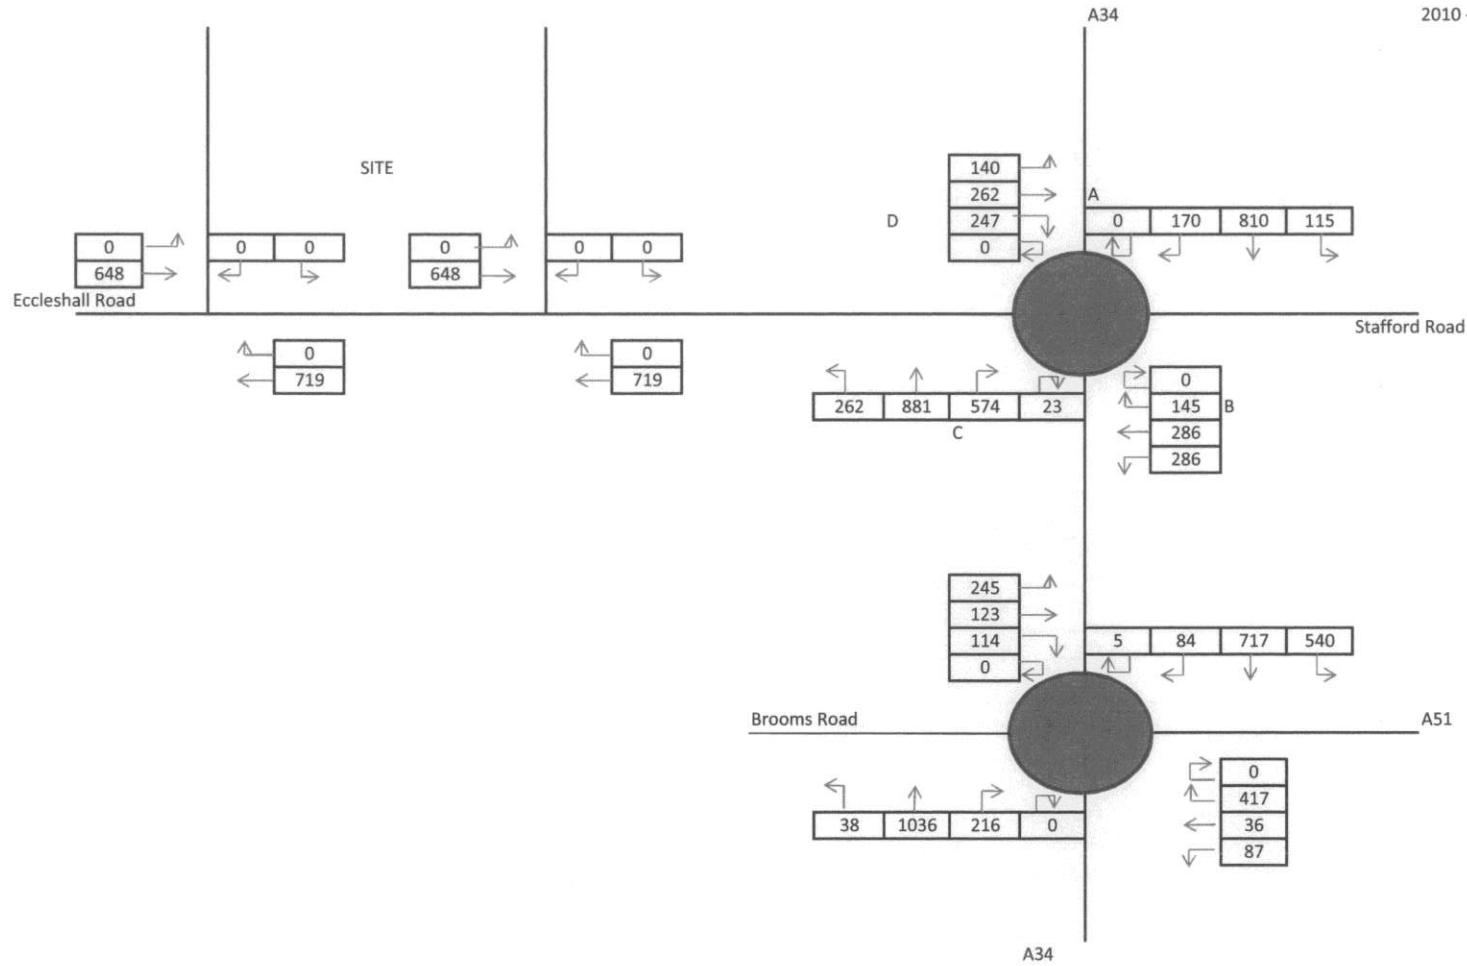 A34 2010 -
SITE
140
262
A
D 247 0 170 810 115
0 0 0 0 0 0 0
648 648
Eccleshall Road
Stafford Road
0 0
719 719
0
262 881 574 23 145 B
C 286
286
245
123
114 5 84 717 540
0
Brooms Road A51
0
38 1036 216 0 417
36
87
A34